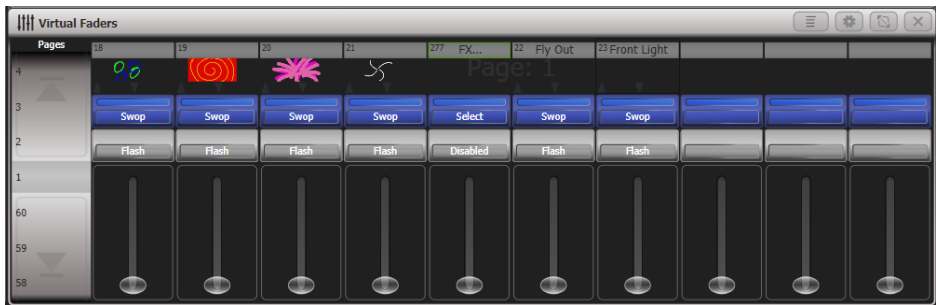 Virtual Faders
Pages 18 19 20 21 277 FX... 22 Fly Out 23 Front Light
4 Page: 1
3 Swop Swop Swop Swop Select Swop Swop
2 Flash Flash Flash Flash Disabled Flash Flash
1
60
59
58